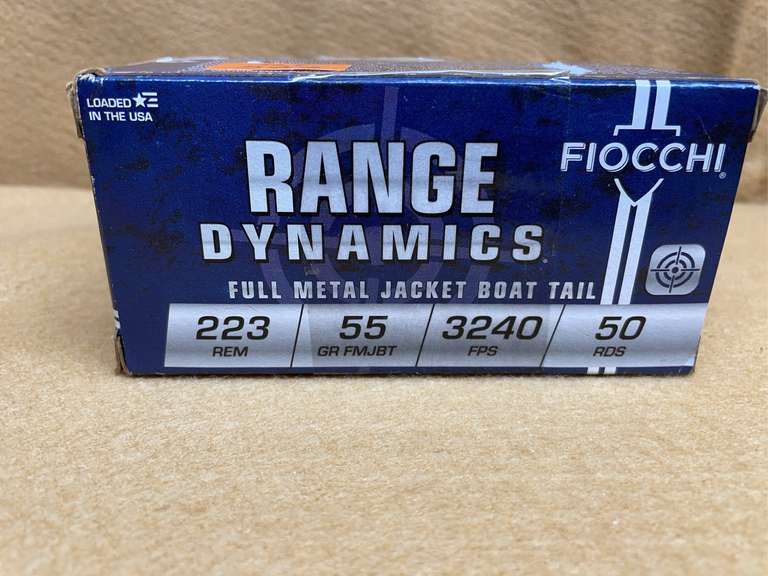 LOADED
IN THE USA
RANGE
DYNAMICS
FIOCCHI
FULL METAL JACKET BOAT TAIL
223 55 3240 50
REM GR FMJBT FPS RDS